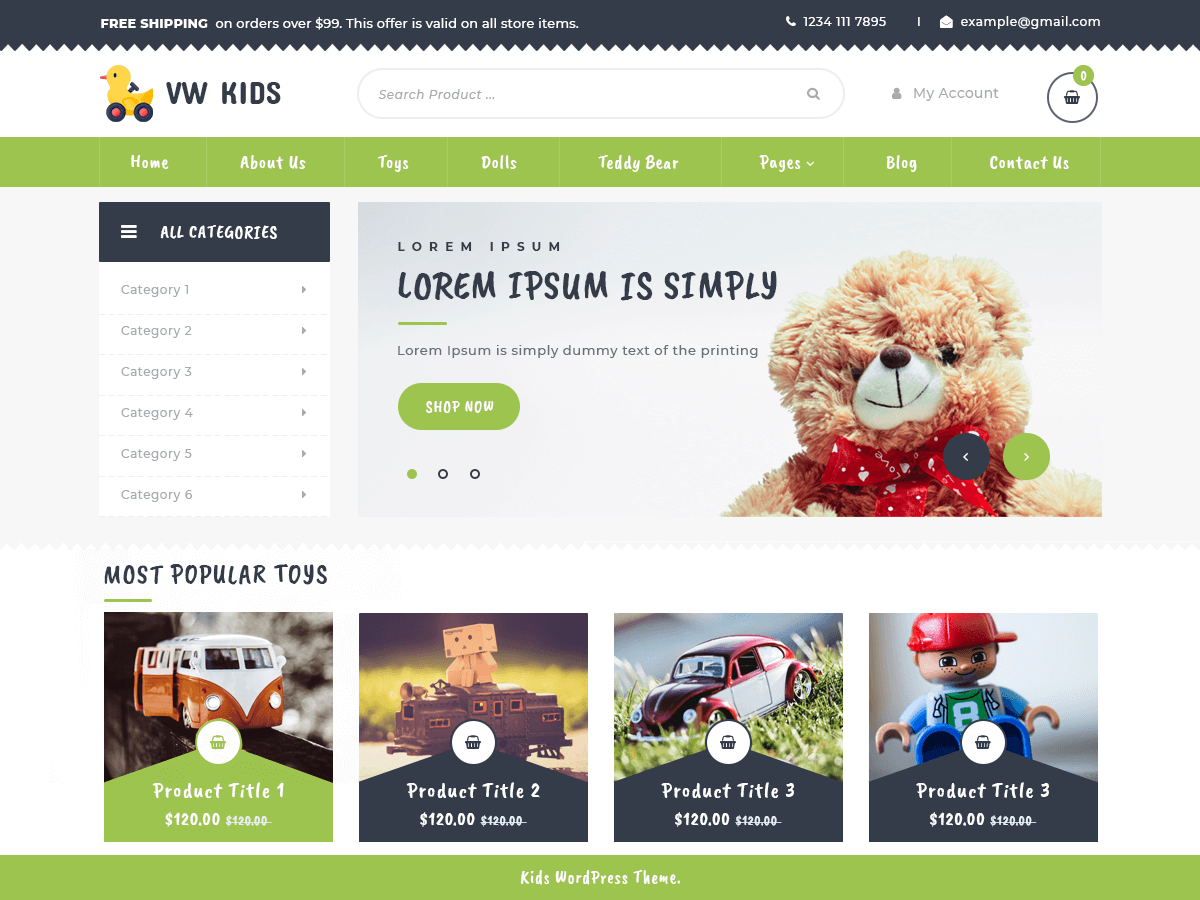 FREE SHIPPING on orders over $99. This offer is valid on all store items.
1234 111 7895 | example@gmail.com
VW KIDS
Search Product ...
My Account
0
Home About Us Toys Dolls Teddy Bear Pages Blog Contact Us
ALL CATEGORIES
Category 1
Category 2
Category 3
Category 4
Category 5
Category 6
LOREM IPSUM
LOREM IPSUM IS SIMPLY
Lorem Ipsum is simply dummy text of the printing
SHOP NOW
MOST POPULAR TOYS
8
Product Title 1
$120.00 $120.00
Product Title 2
$120.00 $120.00
Product Title 3
$120.00 $120.00
Product Title 3
$120.00 $120.00
Kids WordPress Theme.